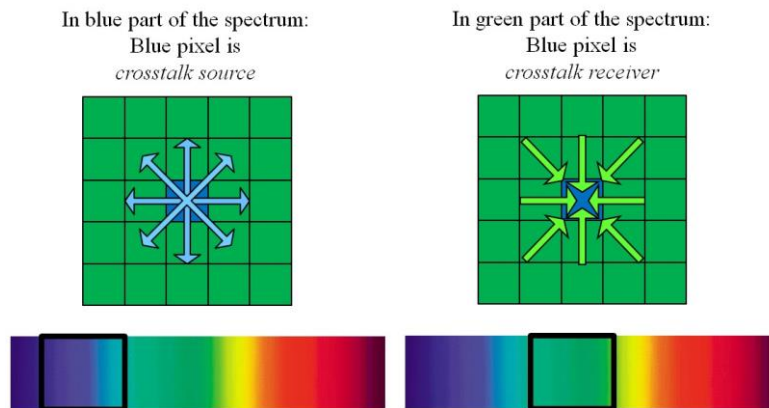 In blue part of the spectrum:
Blue pixel is
crosstalk source
In green part of the spectrum:
Blue pixel is
crosstalk receiver